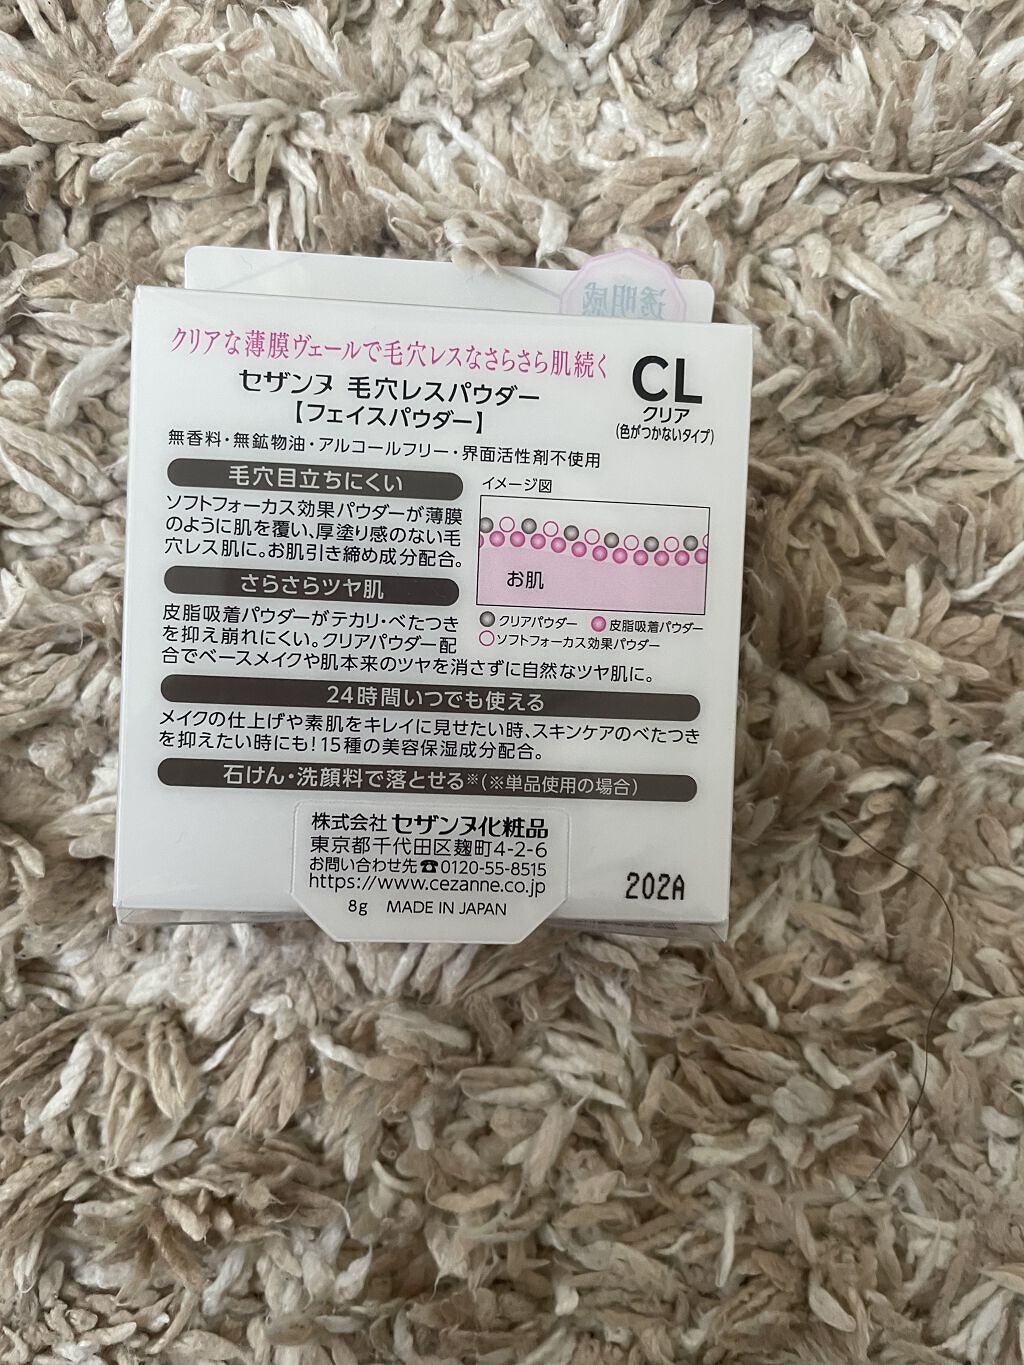 透明感
クリアな薄膜ヴェールで毛穴レスなさらさら肌続く
セザンヌ 毛穴レスパウダー
【フェイスパウダー】
CL
クリア
(色がつかないタイプ)
無香料・無鉱物油・アルコールフリー・界面活性剤不使用
毛穴目立ちにくい
ソフトフォーカス効果パウダーが薄膜
のように肌を覆い、厚塗り感のない毛
穴レス肌に。お肌引き締め成分配合。
イメージ図
お肌
クリアパウダー 皮脂吸着パウダー
ソフトフォーカス効果パウダー
さらさらツヤ肌
皮脂吸着パウダーがテカリ・べたつき
を抑え崩れにくい。クリアパウダー配
合でベースメイクや肌本来のツヤを消さずに自然なツヤ肌に。
24時間いつでも使える
メイクの仕上げや素肌をキレイに見せたい時、スキンケアのべたつき
を抑えたい時にも!15種の美容保湿成分配合。
石けん・洗顔料で落とせる※(※単品使用の場合)
株式会社 セザンヌ化粧品
東京都千代田区麹町4-2-6
お問い合わせ先☎0120-55-8515
https://www.cezanne.co.jp
8g MADE IN JAPAN
202A